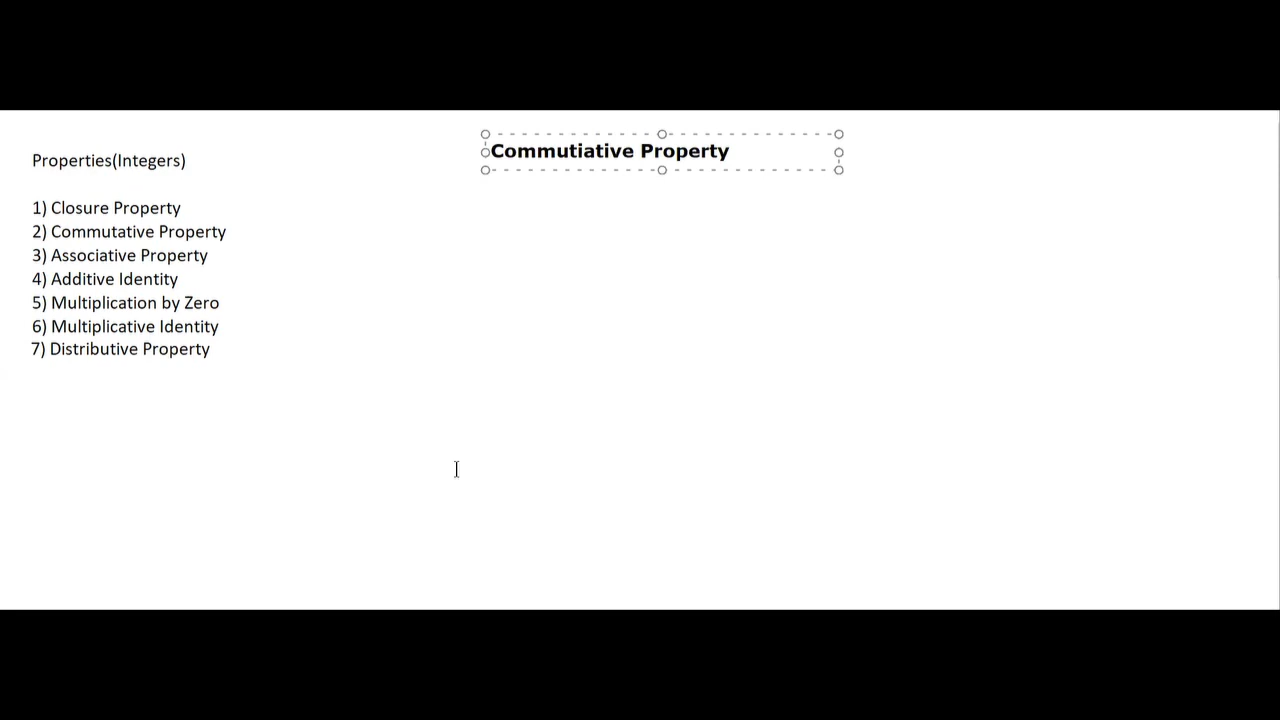 Commutiative Property
Properties(Integers)
1) Closure Property
2) Commutative Property
3) Associative Property
4) Additive Identity
5) Multiplication by Zero
6) Multiplicative Identity
7) Distributive Property